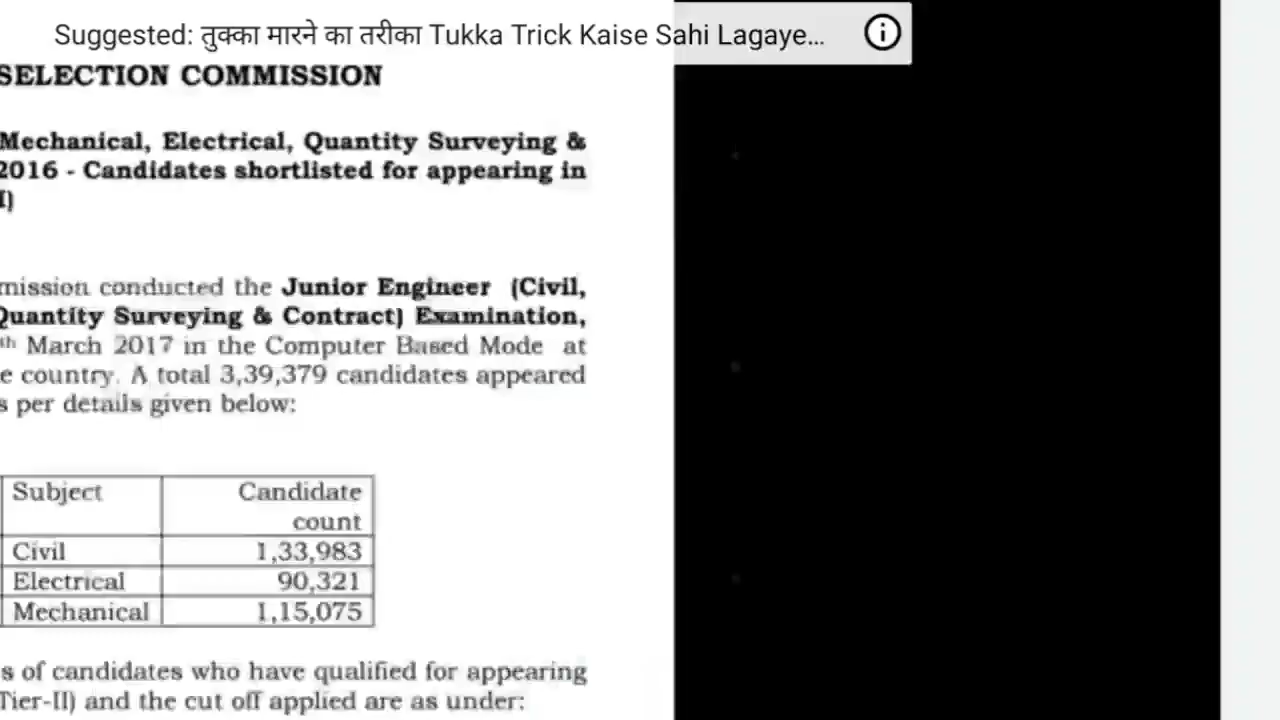 Suggested: तुक्का मारने का तरीका Tukka Trick Kaise Sahi Lagaye...
SELECTION COMMISSION
Mechanical, Electrical, Quantity Surveying &
2016 - Candidates shortlisted for appearing in
I)
mission conducted the Junior Engineer (Civil,
Quantity Surveying & Contract) Examination,
th March 2017 in the Computer Based Mode at
e country. A total 3,39,379 candidates appeared
s per details given below:
Subject Candidate
count
Civil 1,33,983
Electrical 90,321
Mechanical 1,15,075
s of candidates who have qualified for appearing
Tier-II) and the cut off applied are as under: